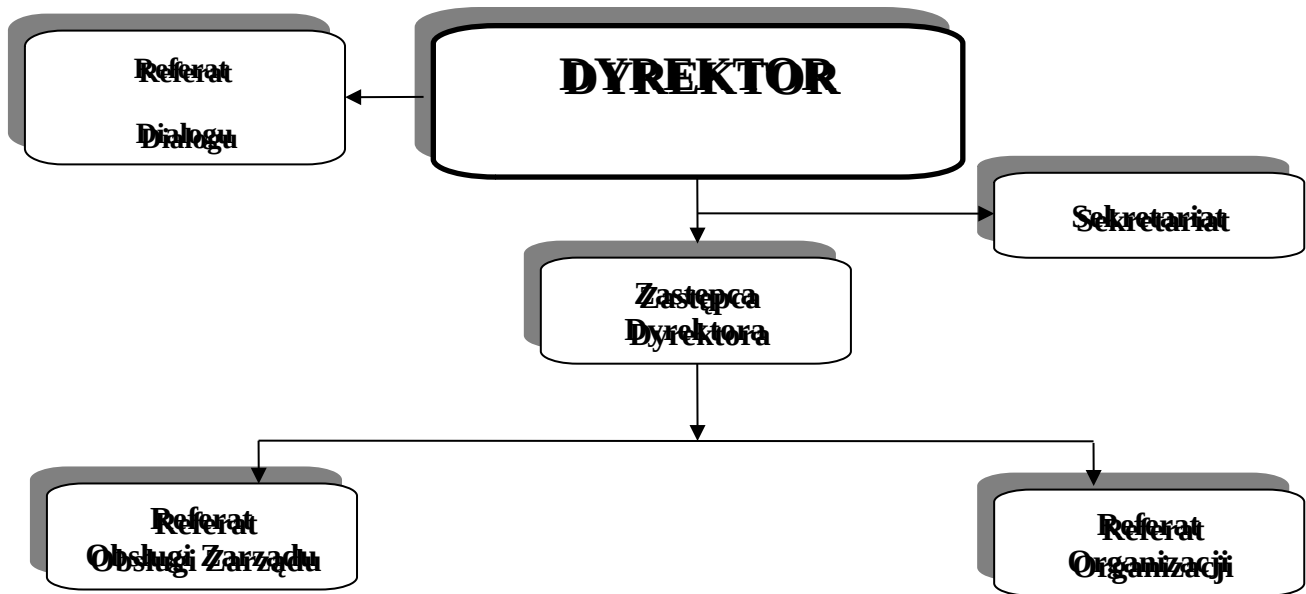 Referat
Dialogu
DYREKTOR
Sekretariat
Zastępca
Dyrektora
Referat
Obsługi Zarządu
Referat
Organizacji